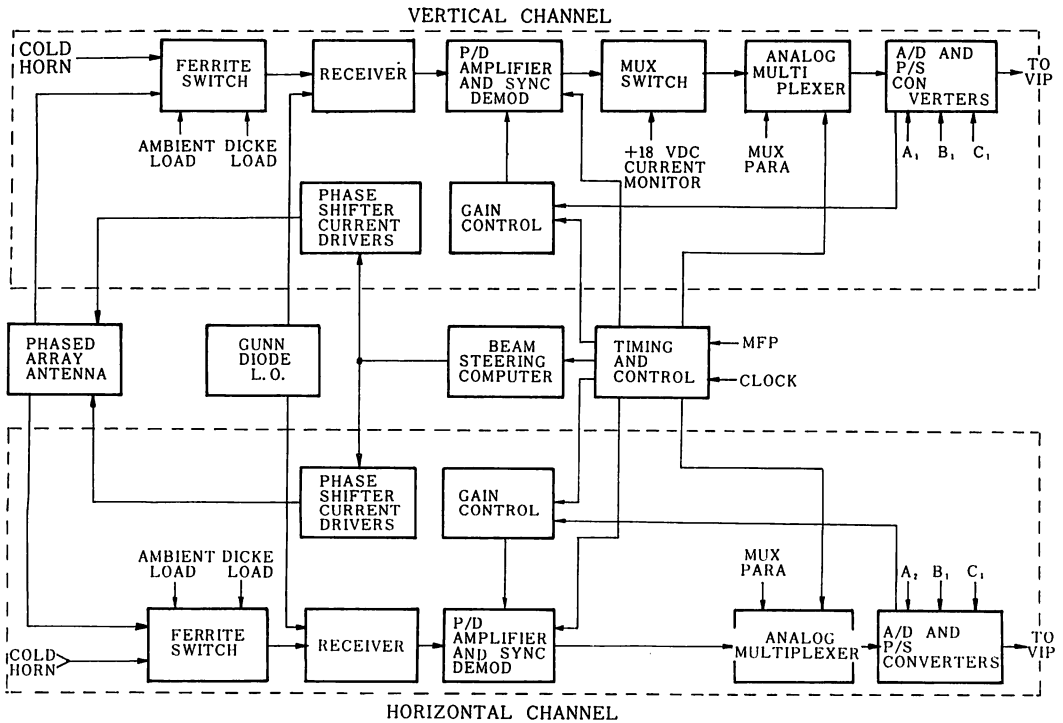 VERTICAL CHANNEL
COLD
HORN
FERRITE
SWITCH
RECEIVER
P/D
AMPLIFIER
AND SYNC
DEMOD
MUX
SWITCH
ANALOG
MULTI
PLEXER
A/D AND
P/S
CON
VERTERS
TO
VIP
AMBIENT
LOAD
DICKE
LOAD
+18 VDC
CURRENT
MONITOR
MUX
PARA
A₁
B₁
C₁
PHASE
SHIFTER
CURRENT
DRIVERS
GAIN
CONTROL
PHASED
ARRAY
ANTENNA
GUNN
DIODE
L.O.
BEAM
STEERING
COMPUTER
TIMING
AND
CONTROL
MFP
CLOCK
PHASE
SHIFTER
CURRENT
DRIVERS
GAIN
CONTROL
AMBIENT
LOAD
DICKE
LOAD
MUX
PARA
A₂
B₁
C₁
COLD
HORN
FERRITE
SWITCH
RECEIVER
P/D
AMPLIFIER
AND SYNC
DEMOD
ANALOG
MULTIPLEXER
A/D AND
P/S
CONVERTERS
TO
VIP
HORIZONTAL CHANNEL